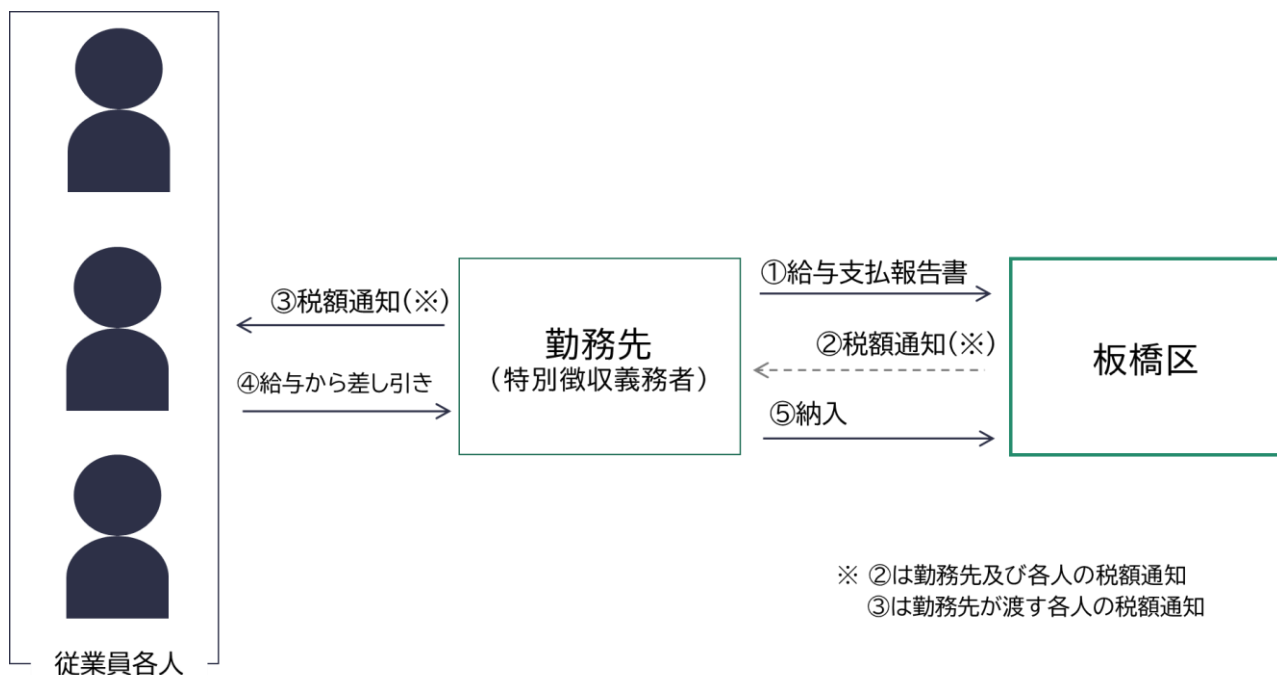 ①給与支払報告書
③税額通知(※)
勤務先
(特別徴収義務者)
②税額通知(※)
板橋区
④給与から差し引き
⑤納入
※ ②は勤務先及び各人の税額通知
③は勤務先が渡す各人の税額通知
従業員各人